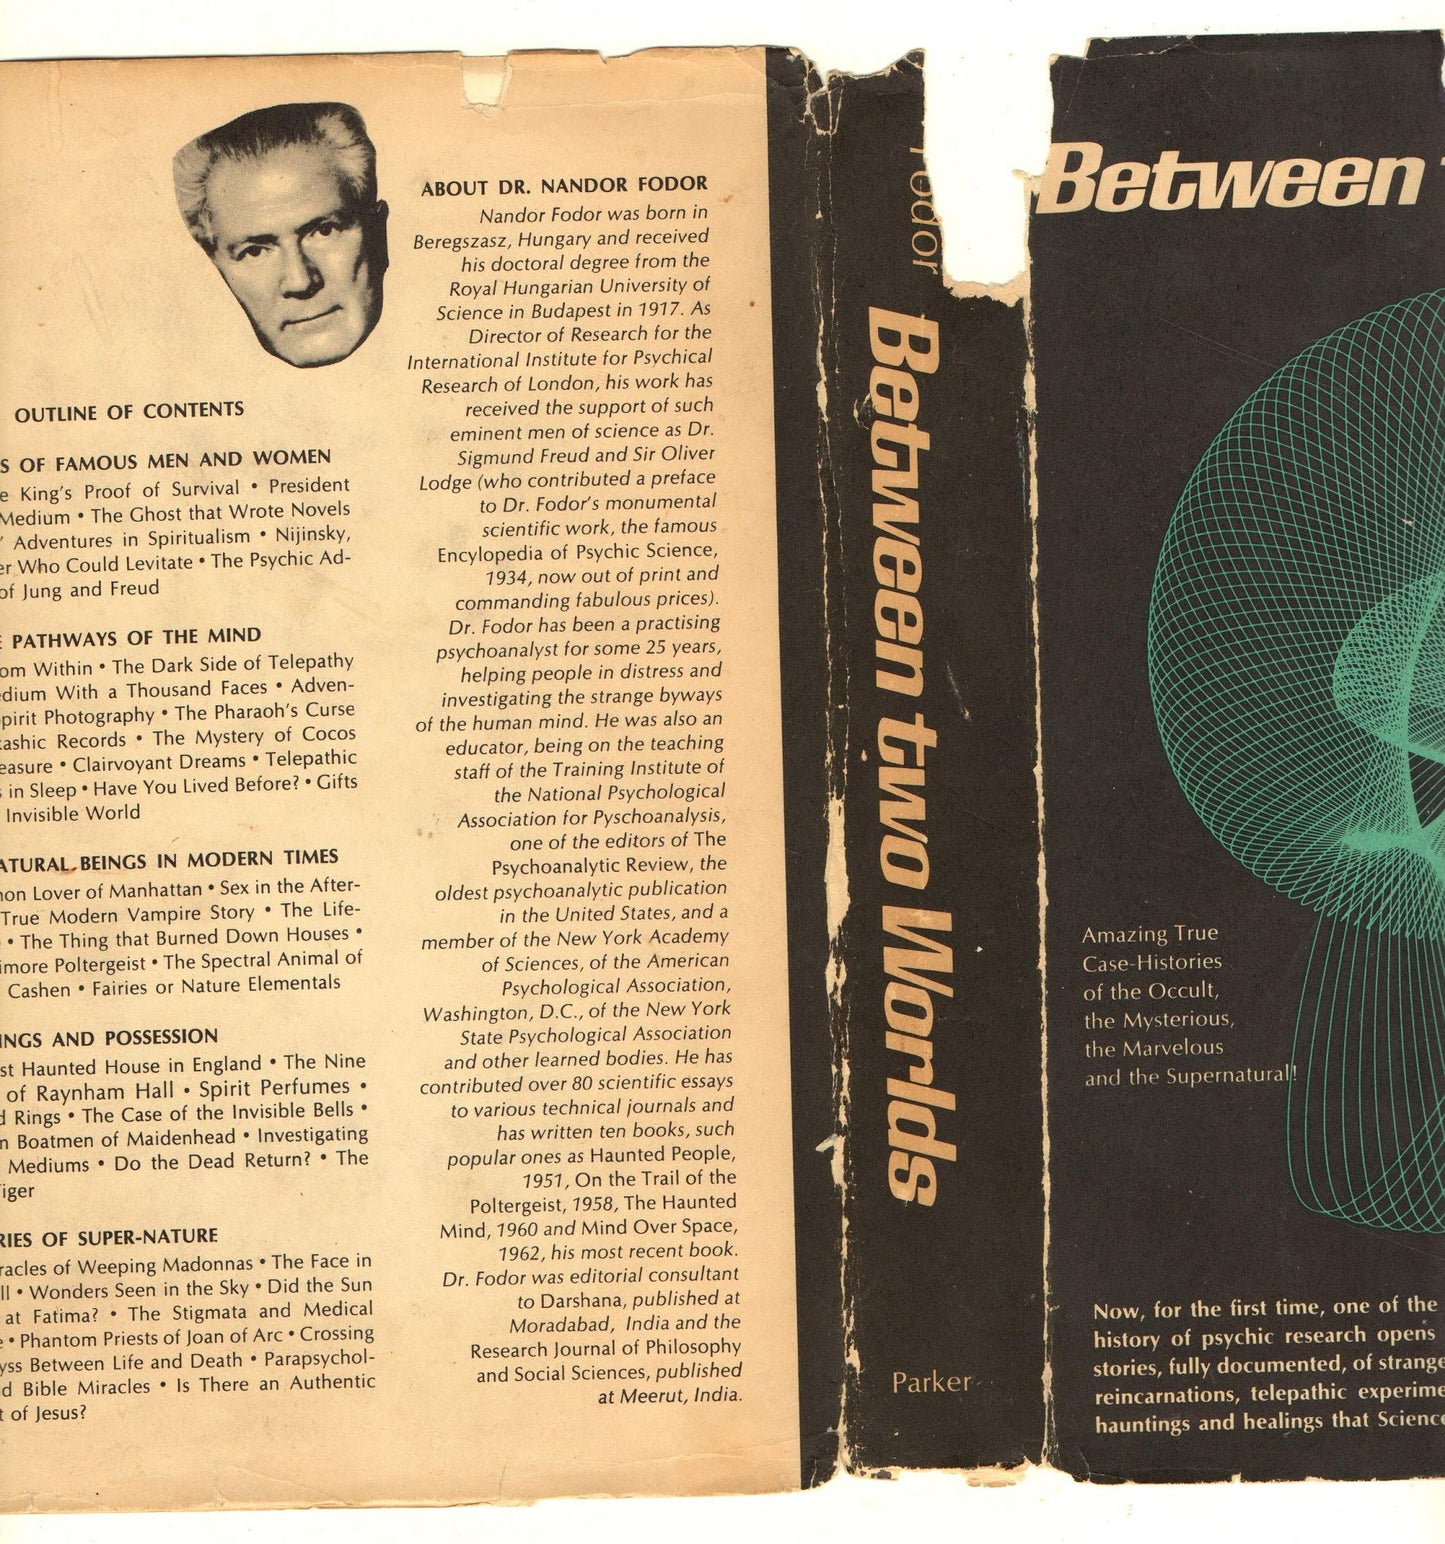 OUTLINE OF CONTENTS
S OF FAMOUS MEN AND WOMEN
e King's Proof of Survival • President
Medium • The Ghost that Wrote Novels
' Adventures in Spiritualism • Nijinsky,
er Who Could Levitate • The Psychic Ad-
of Jung and Freud
E PATHWAYS OF THE MIND
om Within • The Dark Side of Telepathy
edium With a Thousand Faces • Adven-
pirit Photography • The Pharaoh's Curse
kashic Records • The Mystery of Cocos
easure • Clairvoyant Dreams • Telepathic
s in Sleep • Have You Lived Before? • Gifts
Invisible World
ATURAL BEINGS IN MODERN TIMES
non Lover of Manhattan • Sex in the After-
True Modern Vampire Story • The Life-
• The Thing that Burned Down Houses •
imore Poltergeist • The Spectral Animal of
Cashen • Fairies or Nature Elementals
INGS AND POSSESSION
st Haunted House in England • The Nine
of Raynham Hall • Spirit Perfumes •
d Rings • The Case of the Invisible Bells •
n Boatmen of Maidenhead • Investigating
Mediums • Do the Dead Return? • The
iger
RIES OF SUPER-NATURE
racles of Weeping Madonnas • The Face in
ll • Wonders Seen in the Sky • Did the Sun
at Fatima? • The Stigmata and Medical
e • Phantom Priests of Joan of Arc • Crossing
yss Between Life and Death • Parapsychol-
d Bible Miracles • Is There an Authentic
t of Jesus?
ABOUT DR. NANDOR FODOR
Nandor Fodor was born in
Beregszasz, Hungary and received
his doctoral degree from the
Royal Hungarian University of
Science in Budapest in 1917. As
Director of Research for the
International Institute for Psychical
Research of London, his work has
received the support of such
eminent men of science as Dr.
Sigmund Freud and Sir Oliver
Lodge (who contributed a preface
to Dr. Fodor's monumental
scientific work, the famous
Encylopedia of Psychic Science,
1934, now out of print and
commanding fabulous prices).
Dr. Fodor has been a practising
psychoanalyst for some 25 years,
helping people in distress and
investigating the strange byways
of the human mind. He was also an
educator, being on the teaching
staff of the Training Institute of
the National Psychological
Association for Pyschoanalysis,
one of the editors of The
Psychoanalytic Review, the
oldest psychoanalytic publication
in the United States, and a
member of the New York Academy
of Sciences, of the American
Psychological Association,
Washington, D.C., of the New York
State Psychological Association
and other learned bodies. He has
contributed over 80 scientific essays
to various technical journals and
has written ten books, such
popular ones as Haunted People,
1951, On the Trail of the
Poltergeist, 1958, The Haunted
Mind, 1960 and Mind Over Space,
1962, his most recent book.
Dr. Fodor was editorial consultant
to Darshana, published at
Moradabad, India and the
Research Journal of Philosophy
and Social Sciences, published
at Meerut, India.
Fodor
Between two Worlds
Parker
Between
Amazing True
Case-Histories
of the Occult,
the Mysterious,
the Marvelous
and the Supernatural!
Now, for the first time, one of the
history of psychic research opens
stories, fully documented, of strange
reincarnations, telepathic experime
hauntings and healings that Science